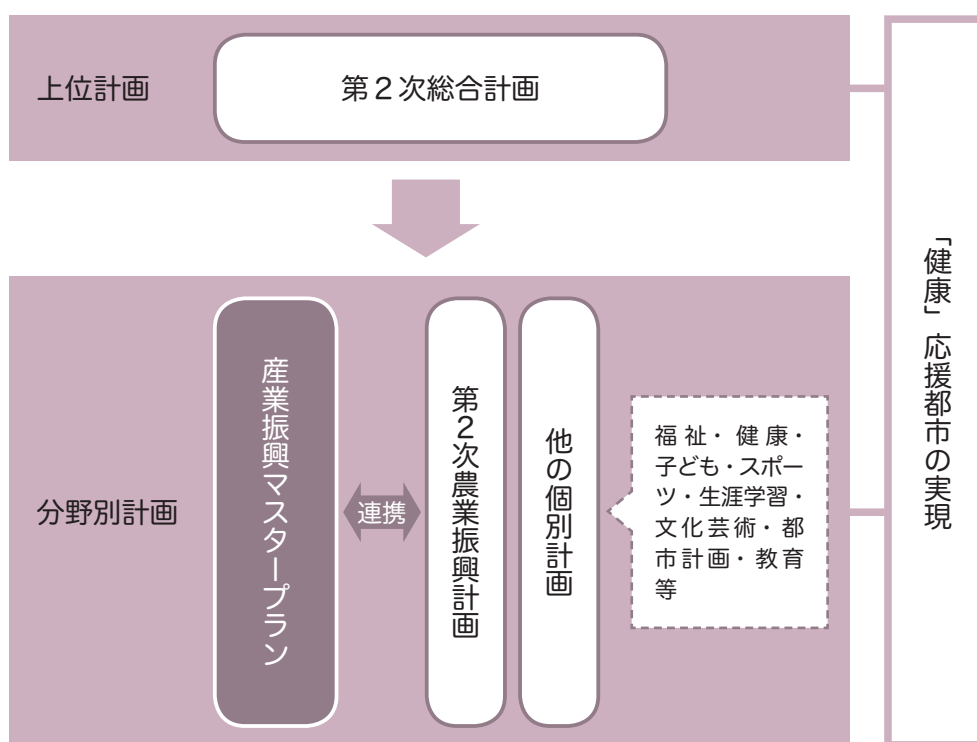 上位計画
第2次総合計画
分野別計画
産業振興マスタープラン
連携
第2次農業振興計画
他の個別計画
福祉・健康・
子ども・スポー
ツ・生涯学習・
文化芸術・都
市計画・教育
等
「健康」応援都市の実現